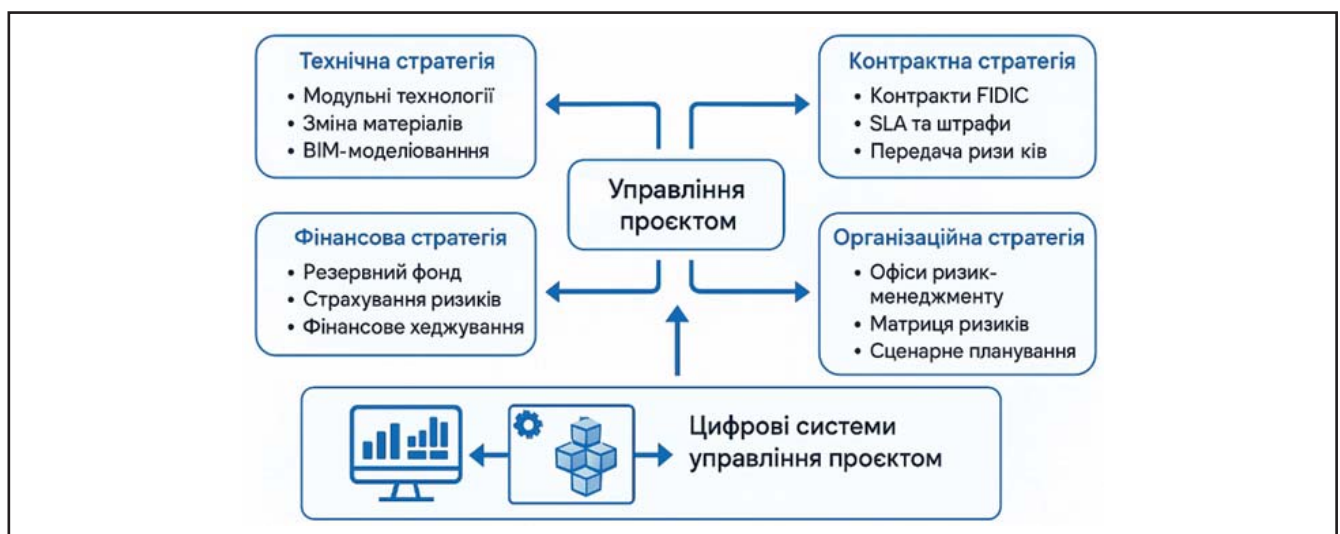 Технічна стратегія
• Модульні технології
• Зміна матеріалів
• BIM-моделіованння
Контрактна стратегія
• Контракти FIDIC
• SLA та штрафи
• Передача ризи ків
Управління
проєктом
Фінансова стратегія
• Резервний фонд
• Страхування ризиків
• Фінансове хеджування
Організаційна стратегія
• Офіси ризик-
менеджменту
• Матриця ризиків
• Сценарне планування
Цифрові системи
управління проєктом